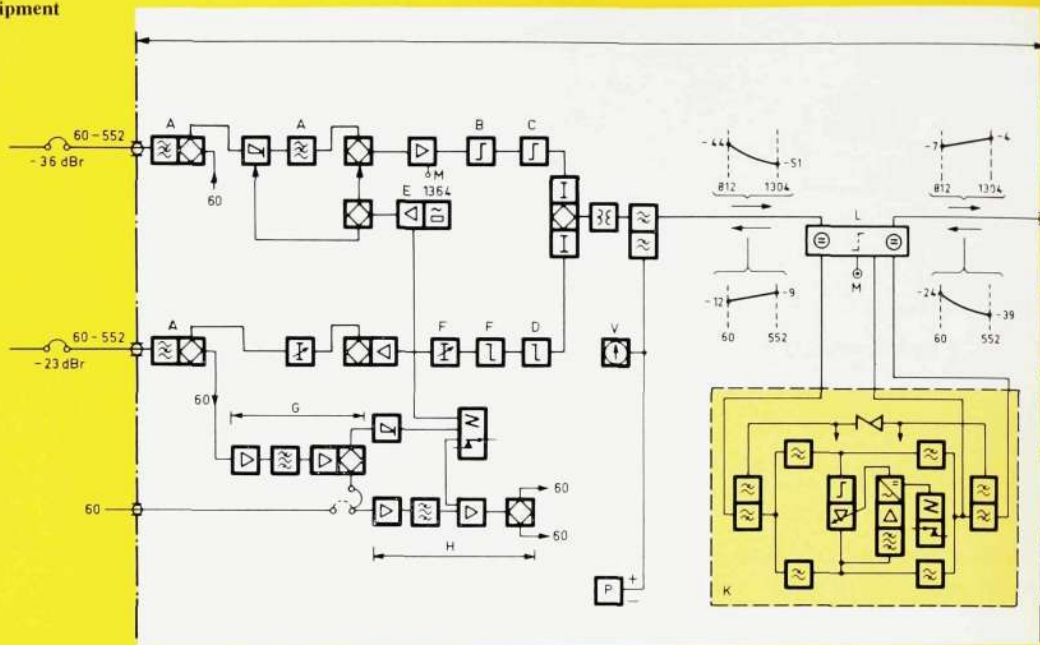 ipment
60 - 552
- 36 dBr
A
60
A
M
B
C
E 1364
-44
-51
812 1304
-7
-4
812 1304
L
M
-12
-9
60 552
-24
-39
60 552
60 - 552
- 23 dBr
A
60
F
F
D
V
G
60
60
60
H
P
+
−
K